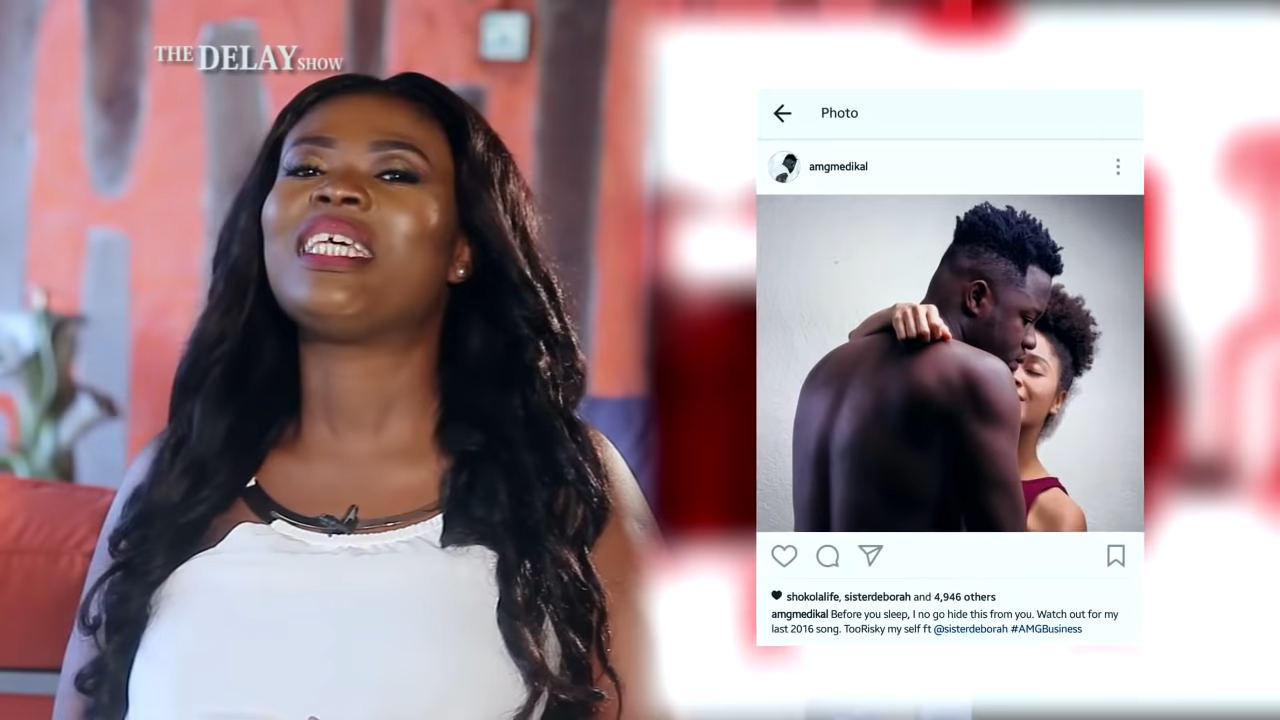 THE DELAY SHOW
Photo
amgmedikal
shokolalife, sisterdeborah and 4,946 others
amgmedikal Before you sleep, I no go hide this from you. Watch out for my
last 2016 song. TooRisky my self ft @sisterdeborah #AMGBusiness